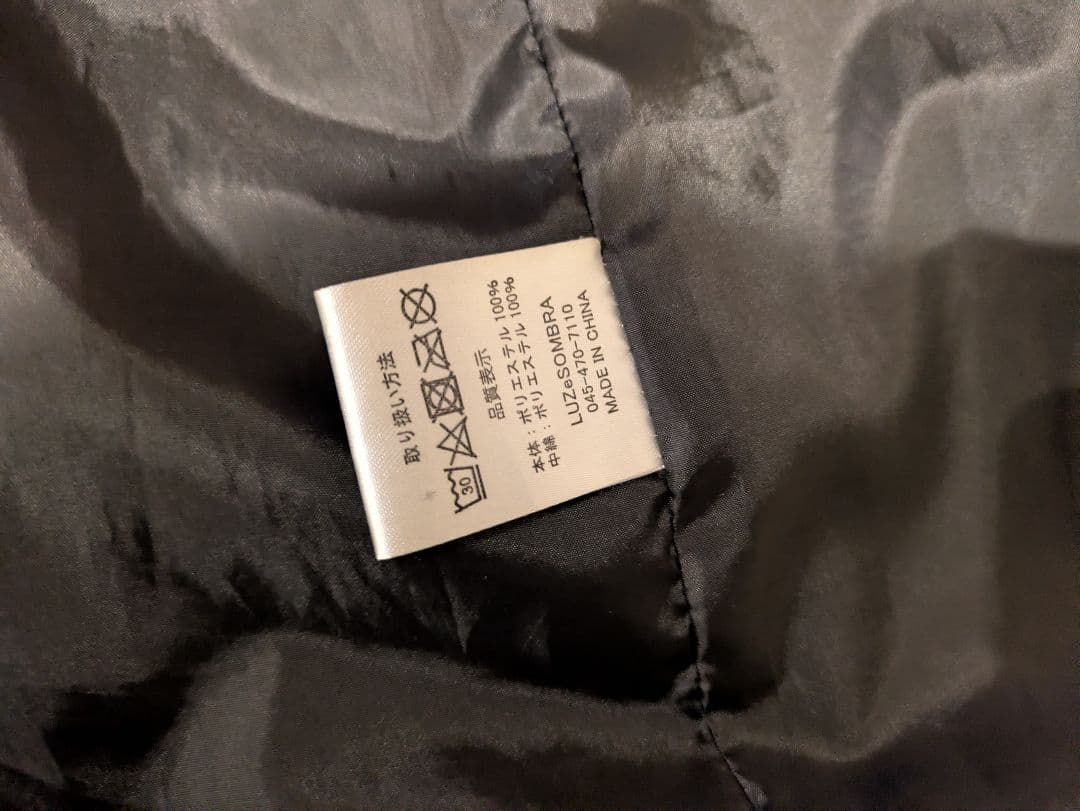 取り扱い方法
30
品質表示
本体：ポリエステル 100%
中綿：ポリエステル 100%
LUZeSOMBRA
045-470-7110
MADE IN CHINA